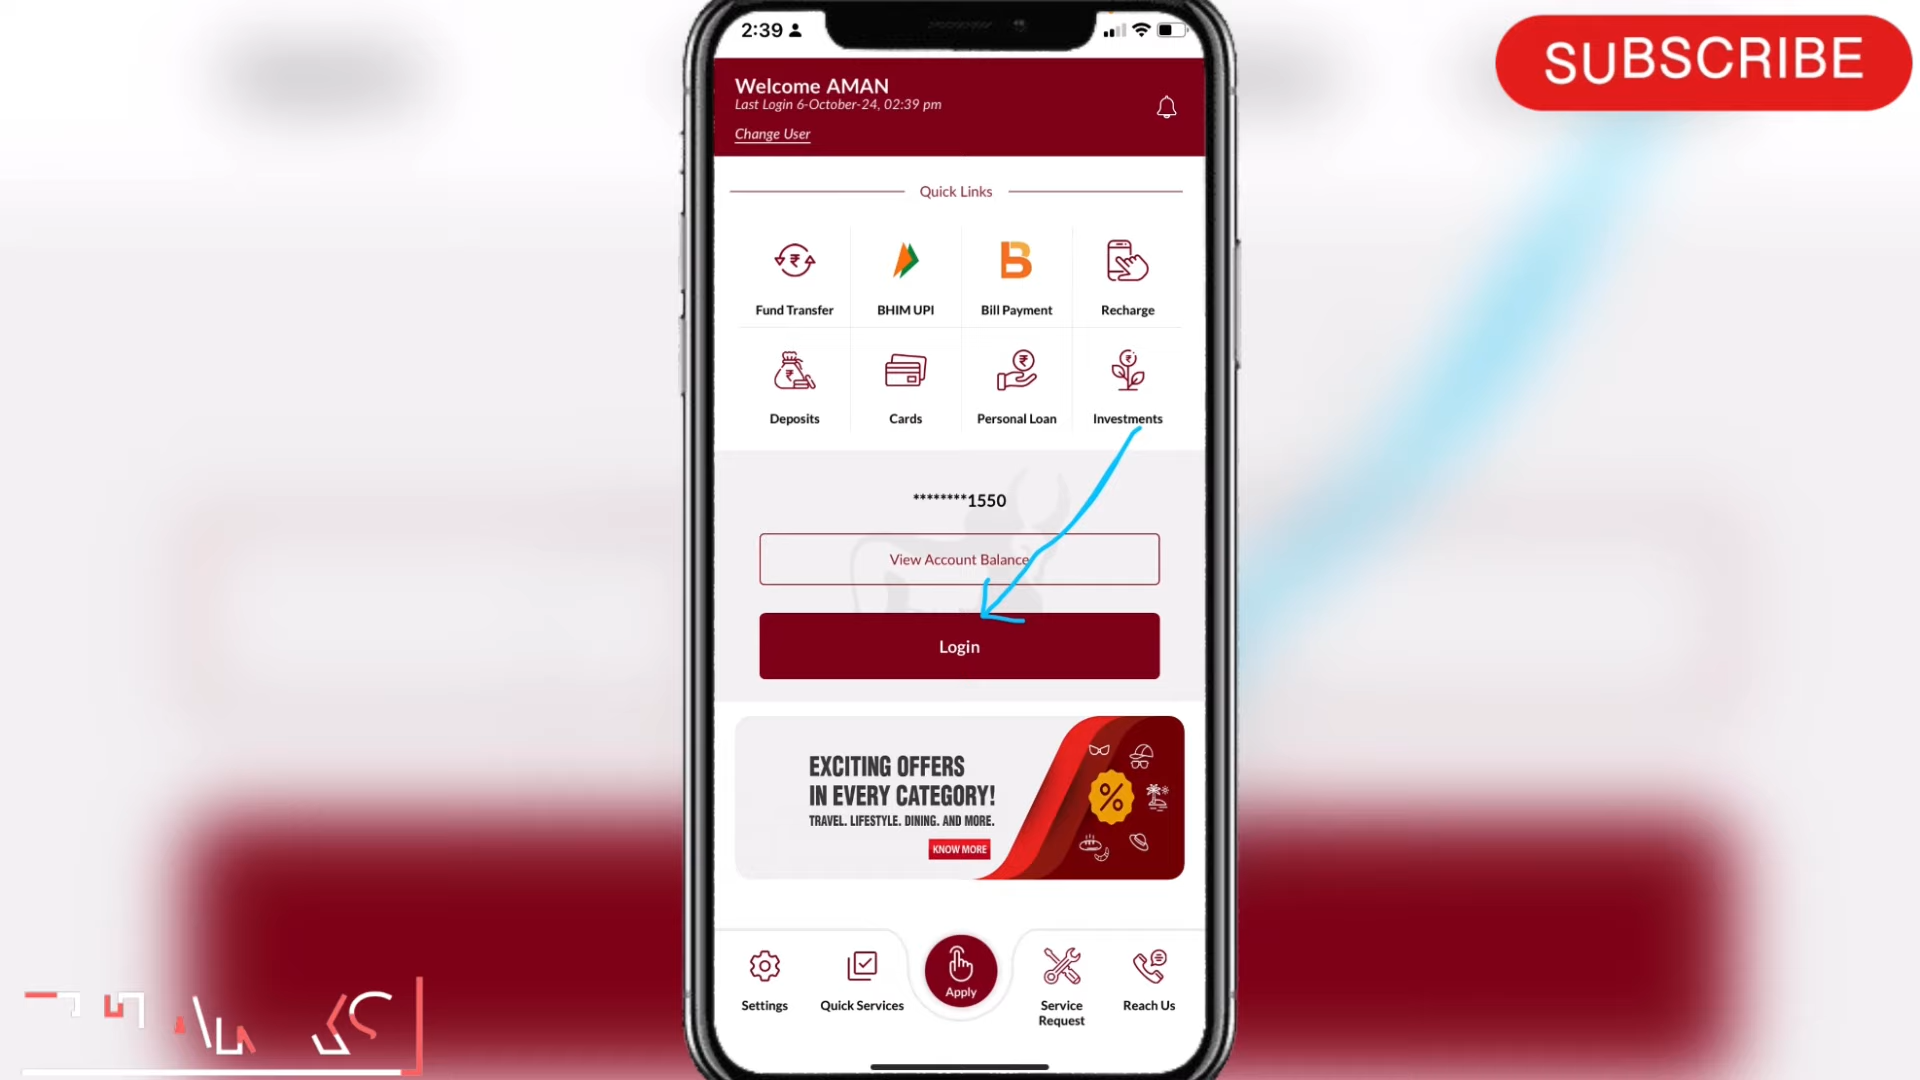 SUBSCRIBE
2:39
Welcome AMAN
Last Login 6-October-24, 02:39 pm
Change User
Quick Links
Fund Transfer
BHIM UPI
Bill Payment
Recharge
Deposits
Cards
Personal Loan
Investments
********1550
View Account Balance
Login
EXCITING OFFERS
IN EVERY CATEGORY!
TRAVEL. LIFESTYLE. DINING. AND MORE.
KNOW MORE
Settings
Quick Services
Apply
Service
Request
Reach Us